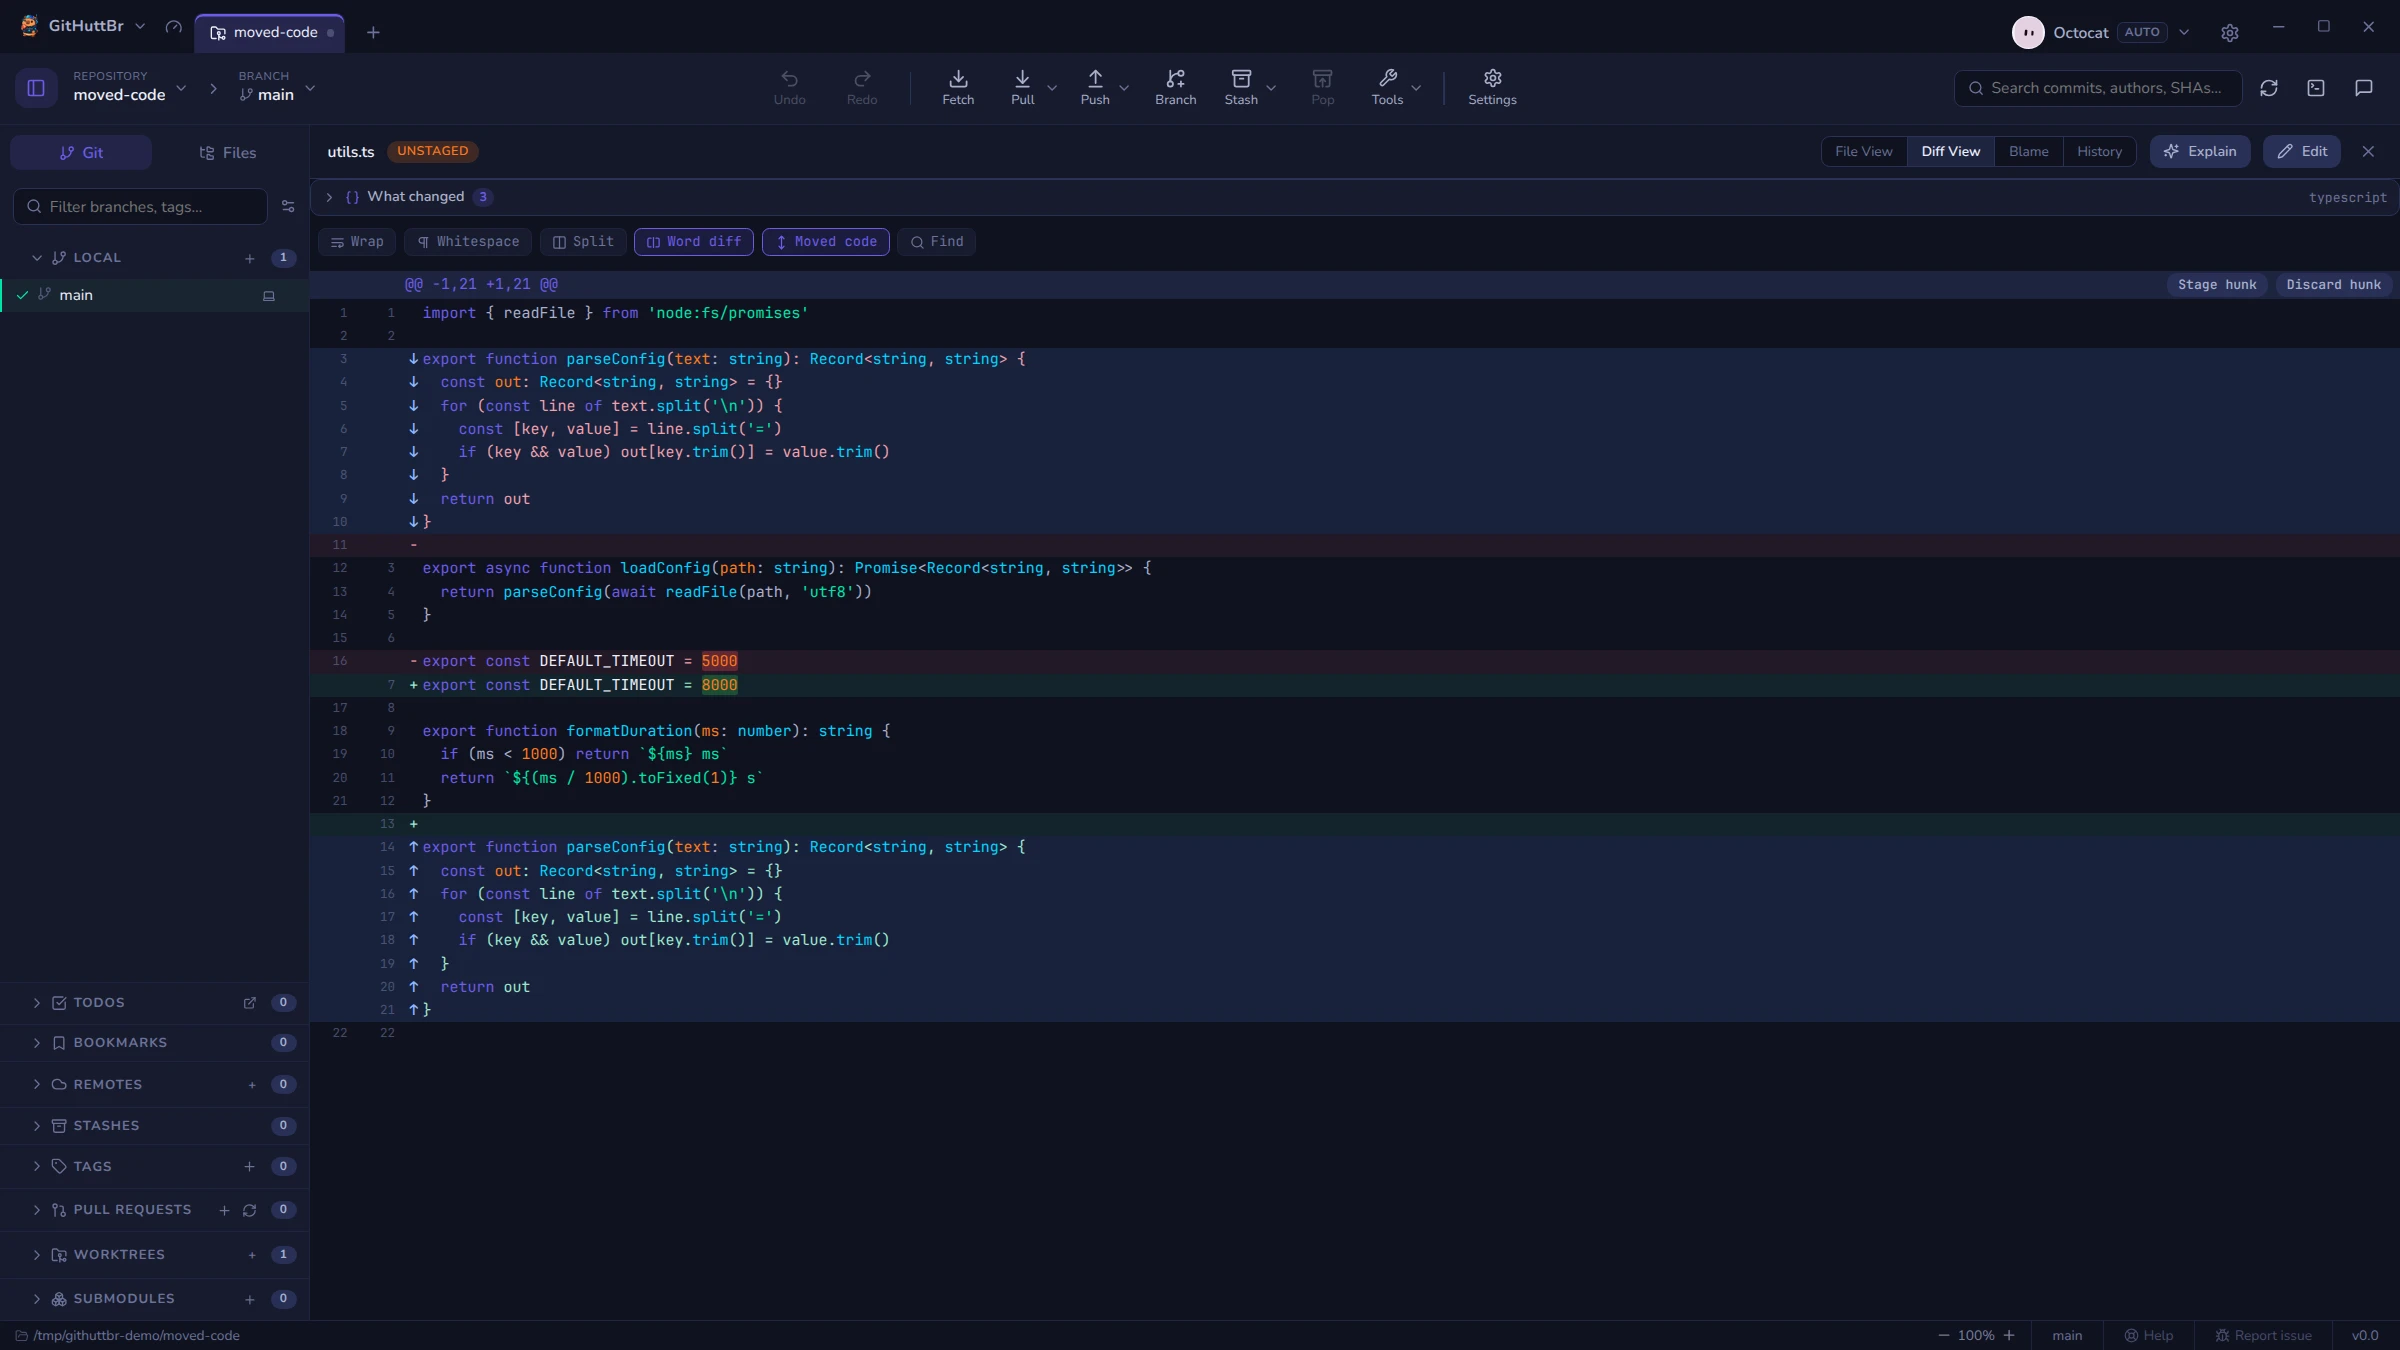 GitHuttBr
moved-code
Octocat AUTO
REPOSITORY
moved-code
BRANCH
main
Undo
Redo
Fetch
Pull
Push
Branch
Stash
Pop
Tools
Settings
Search commits, authors, SHAs...
Git
Files
utils.ts UNSTAGED
File View
Diff View
Blame
History
Explain
Edit
What changed 3
typescript
Filter branches, tags...
Wrap
Whitespace
Split
Word diff
Moved code
Find
LOCAL + 1
main
@@ -1,21 +1,21 @@
Stage hunk
Discard hunk
1 1 import { readFile } from 'node:fs/promises'
2 2
3 ↓export function parseConfig(text: string): Record<string, string> {
4 ↓  const out: Record<string, string> = {}
5 ↓  for (const line of text.split('\n')) {
6 ↓    const [key, value] = line.split('=')
7 ↓    if (key && value) out[key.trim()] = value.trim()
8 ↓  }
9 ↓  return out
10 ↓}
11 -
12 3 export async function loadConfig(path: string): Promise<Record<string, string>> {
13 4   return parseConfig(await readFile(path, 'utf8'))
14 5 }
15 6
16 -export const DEFAULT_TIMEOUT = 5000
7 +export const DEFAULT_TIMEOUT = 8000
17 8
18 9 export function formatDuration(ms: number): string {
19 10   if (ms < 1000) return `${ms} ms`
20 11   return `${(ms / 1000).toFixed(1)} s`
21 12 }
13 +
14 ↑export function parseConfig(text: string): Record<string, string> {
15 ↑  const out: Record<string, string> = {}
16 ↑  for (const line of text.split('\n')) {
17 ↑    const [key, value] = line.split('=')
18 ↑    if (key && value) out[key.trim()] = value.trim()
19 ↑  }
20 ↑  return out
21 ↑}
22 22
TODOS 0
BOOKMARKS 0
REMOTES + 0
STASHES 0
TAGS + 0
PULL REQUESTS + 0
WORKTREES + 1
SUBMODULES + 0
/tmp/githuttbr-demo/moved-code
− 100% +
main
Help
Report issue
v0.0